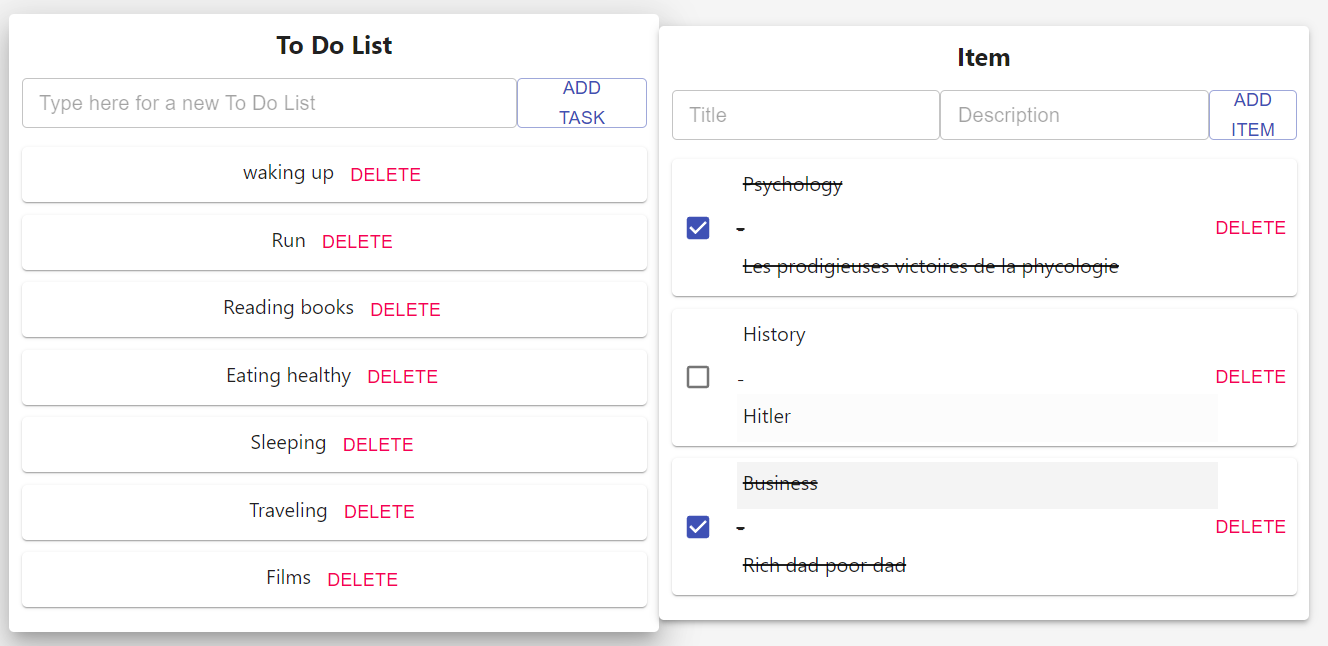 To Do List
Type here for a new To Do List
ADD
TASK
waking up DELETE
Run DELETE
Reading books DELETE
Eating healthy DELETE
Sleeping DELETE
Traveling DELETE
Films DELETE
Item
Title
Description
ADD
ITEM
Psychology
-
DELETE
Les prodigieuses victoires de la phycologie
History
-
DELETE
Hitler
Business
-
DELETE
Rich dad poor dad